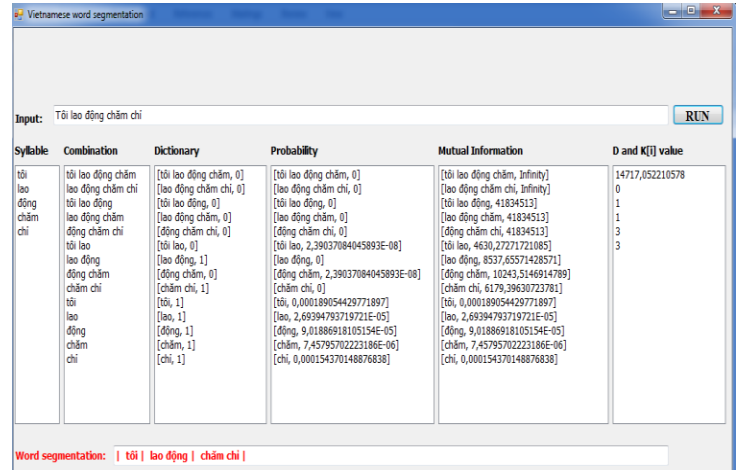 Vietnamese word segmentation
Input: Tôi lao động chăm chỉ RUN
Syllable Combination Dictionary Probability Mutual Information D and K[i] value
tôi tôi lao động chăm [tôi lao động chăm, 0] [tôi lao động chăm, 0] [tôi lao động chăm, Infinity] 14717,052210578
lao lao động chăm chỉ [lao động chăm chỉ, 0] [lao động chăm chỉ, 0] [lao động chăm chỉ, Infinity] 0
động tôi lao động [tôi lao động, 0] [tôi lao động, 0] [tôi lao động, 41834513] 1
chăm lao động chăm [lao động chăm, 0] [lao động chăm, 0] [lao động chăm, 41834513] 1
chỉ động chăm chỉ [động chăm chỉ, 0] [động chăm chỉ, 0] [động chăm chỉ, 41834513] 3
tôi lao [tôi lao, 0] [tôi lao, 2,39037084045893E-08] [tôi lao, 4630,27271721085] 3
lao động [lao động, 1] [lao động, 0] [lao động, 8537,65571428571]
động chăm [động chăm, 0] [động chăm, 2,39037084045893E-08] [động chăm, 10243,5146914789]
chăm chỉ [chăm chỉ, 1] [chăm chỉ, 0] [chăm chỉ, 6179,39630723781]
tôi [tôi, 1] [tôi, 0,000189054429771897] [tôi, 0,000189054429771897]
lao [lao, 1] [lao, 2,69394793719721E-05] [lao, 2,69394793719721E-05]
động [động, 1] [động, 9,01886918105154E-05] [động, 9,01886918105154E-05]
chăm [chăm, 1] [chăm, 7,45795702223186E-06] [chăm, 7,45795702223186E-06]
chỉ [chỉ, 1] [chỉ, 0,000154370148876838] [chỉ, 0,000154370148876838]
Word segmentation: | tôi | lao động | chăm chỉ |